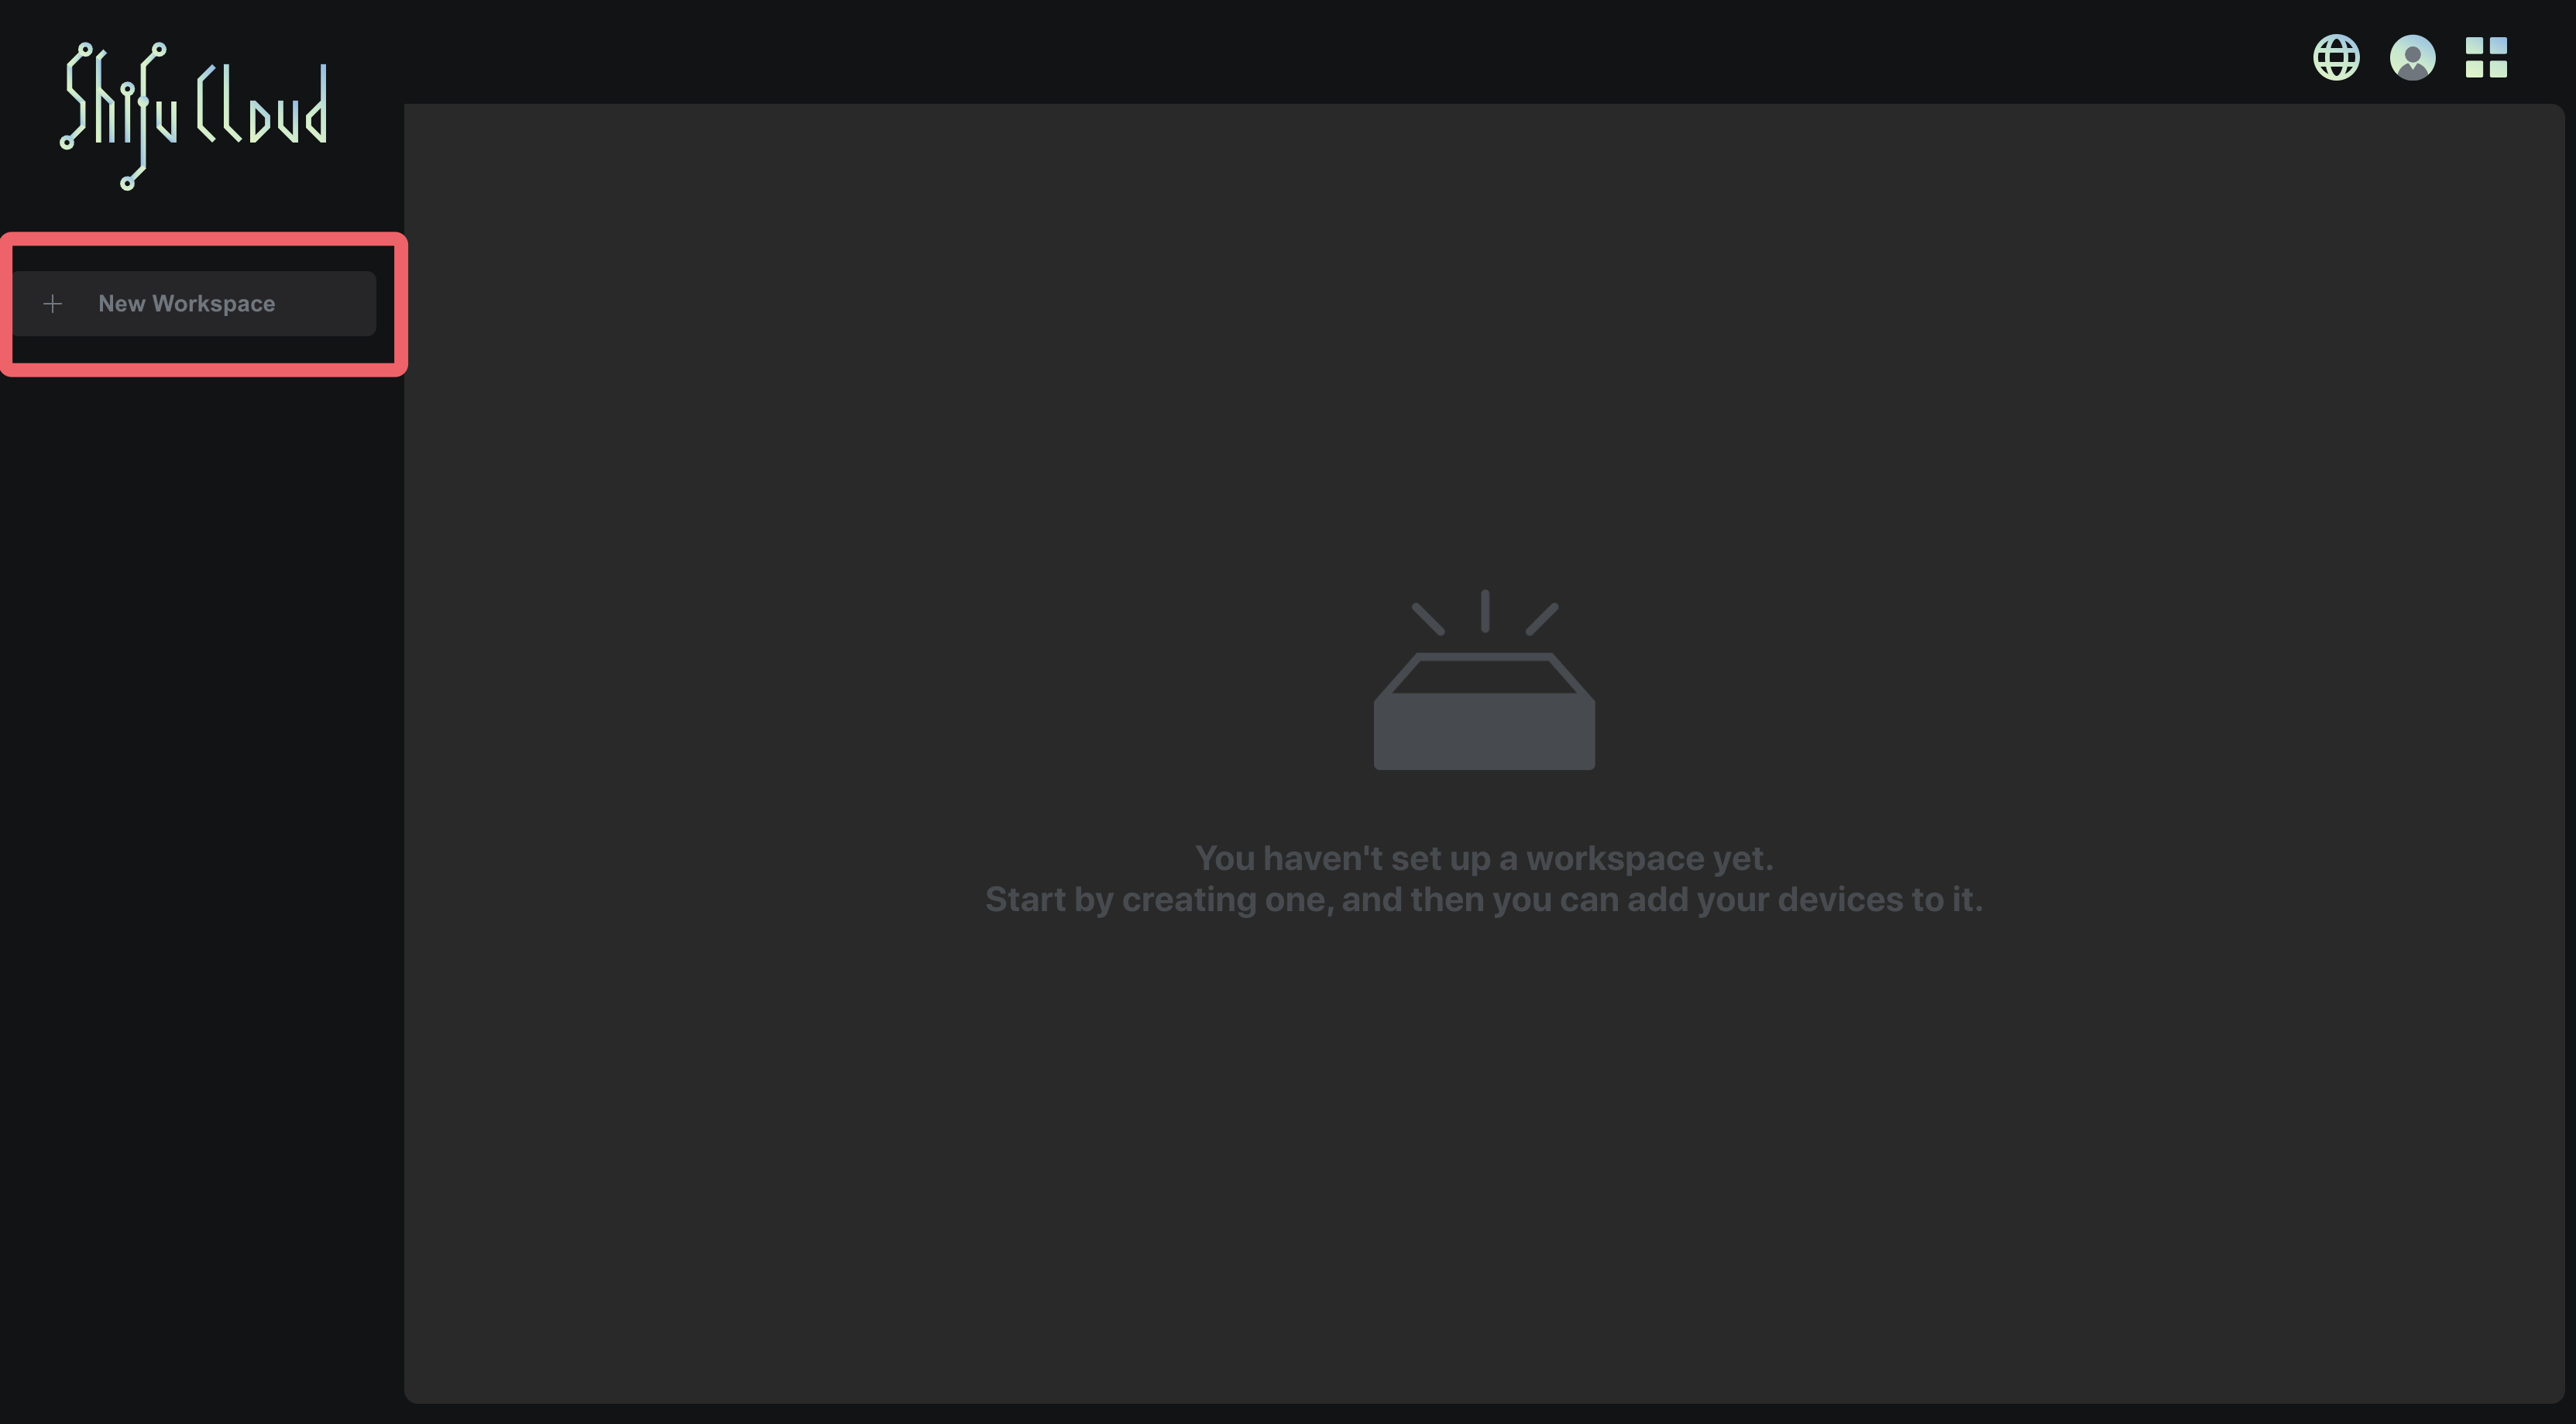 Shifu Cloud
New Workspace
You haven't set up a workspace yet.
Start by creating one, and then you can add your devices to it.